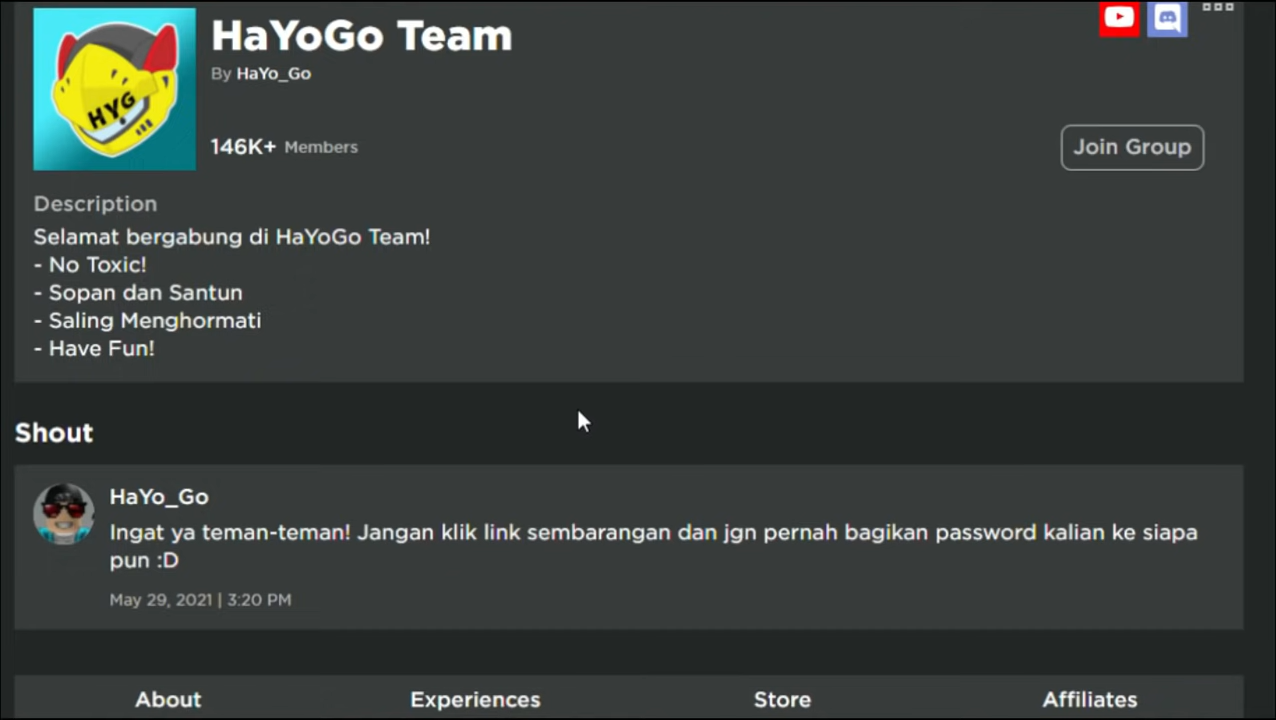 HaYoGo Team
By HaYo_Go
HYG
146K+ Members
Join Group
Description
Selamat bergabung di HaYoGo Team!
- No Toxic!
- Sopan dan Santun
- Saling Menghormati
- Have Fun!
Shout
HaYo_Go
Ingat ya teman-teman! Jangan klik link sembarangan dan jgn pernah bagikan password kalian ke siapa
pun :D
May 29, 2021 | 3:20 PM
About Experiences Store Affiliates